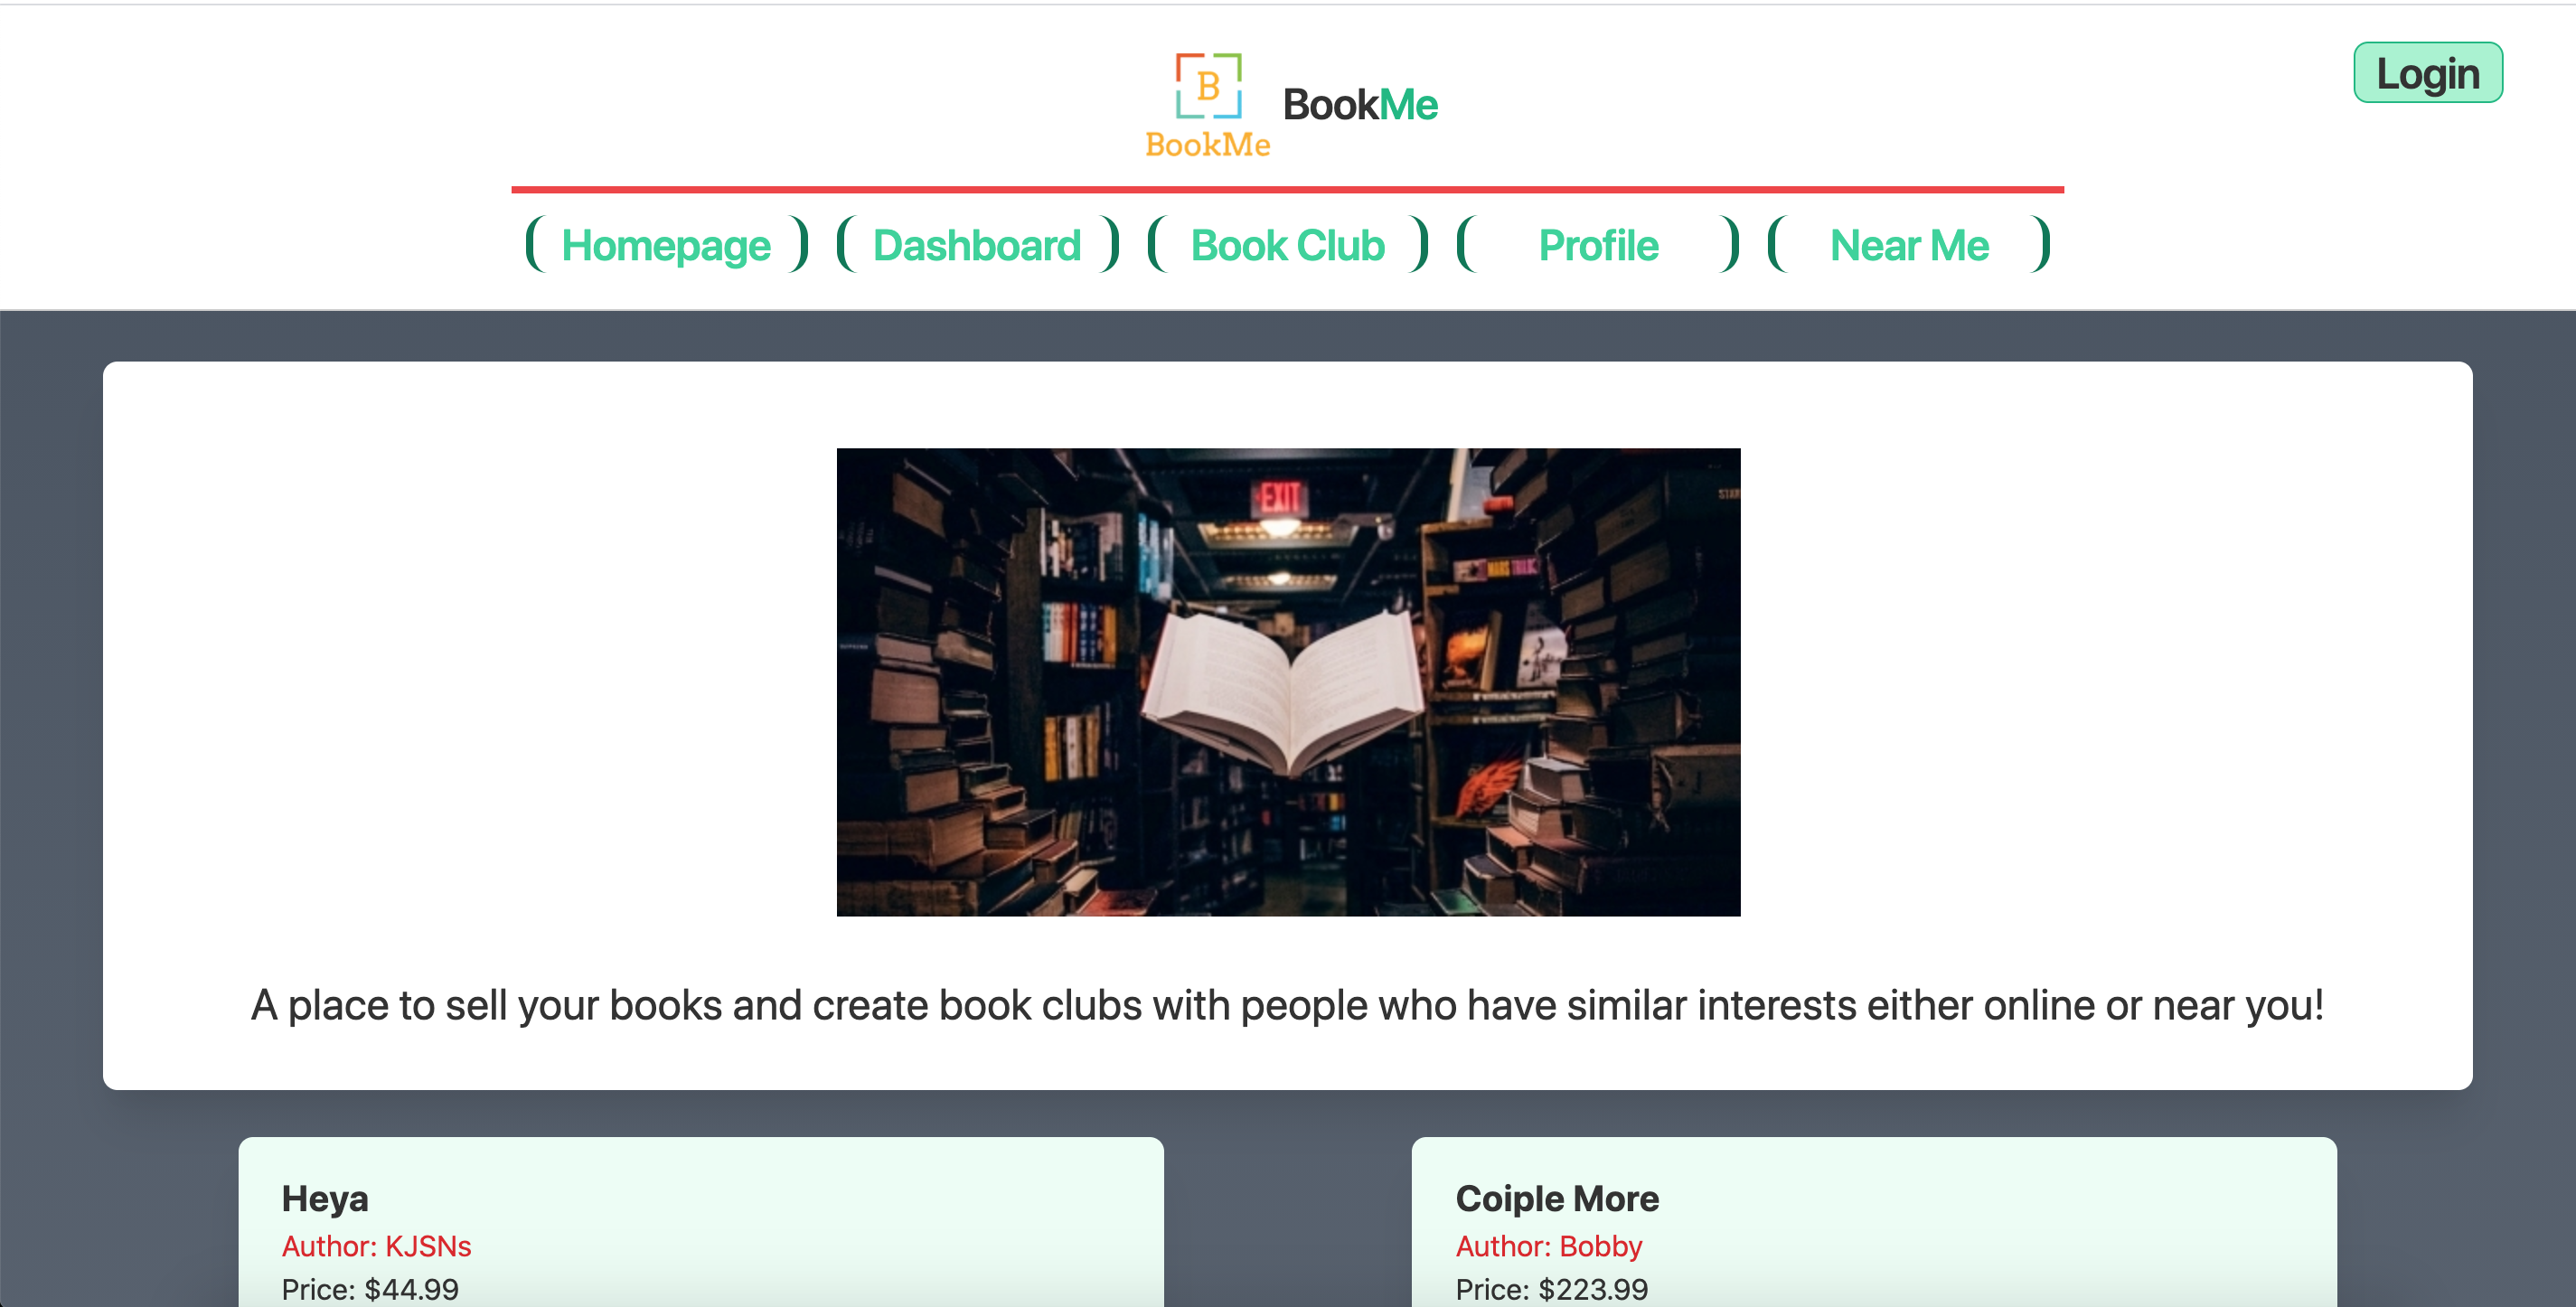 Login
B
BookMe
BookMe
Homepage
Dashboard
Book Club
Profile
Near Me
EXIT
A place to sell your books and create book clubs with people who have similar interests either online or near you!
Heya
Author: KJSNs
Price: $44.99
Coiple More
Author: Bobby
Price: $223.99